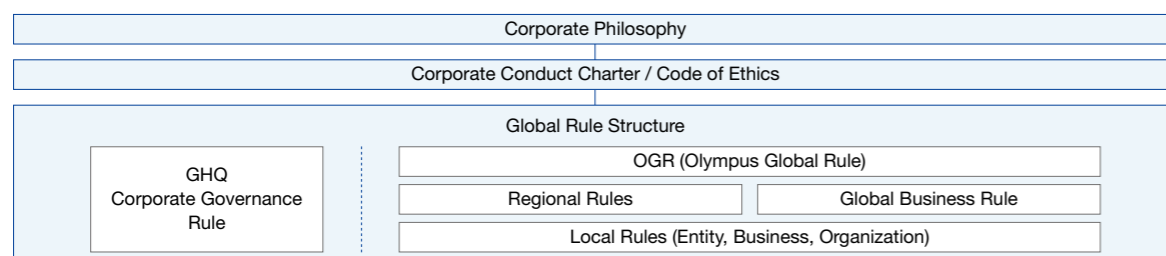 Corporate Philosophy
Corporate Conduct Charter / Code of Ethics
Global Rule Structure
GHQ
Corporate Governance
Rule
OGR (Olympus Global Rule)
Regional Rules
Global Business Rule
Local Rules (Entity, Business, Organization)